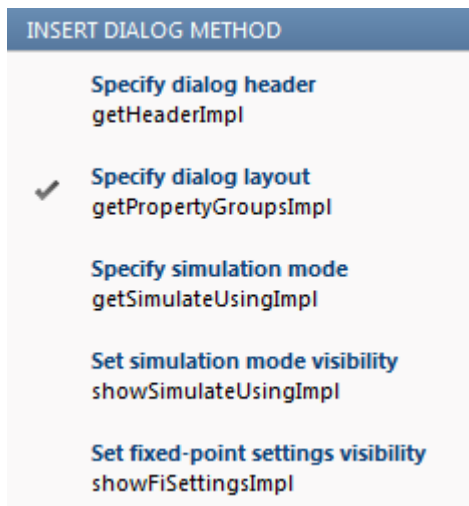 INSERT DIALOG METHOD
Specify dialog header
getHeaderImpl
Specify dialog layout
getPropertyGroupsImpl
Specify simulation mode
getSimulateUsingImpl
Set simulation mode visibility
showSimulateUsingImpl
Set fixed-point settings visibility
showFiSettingsImpl